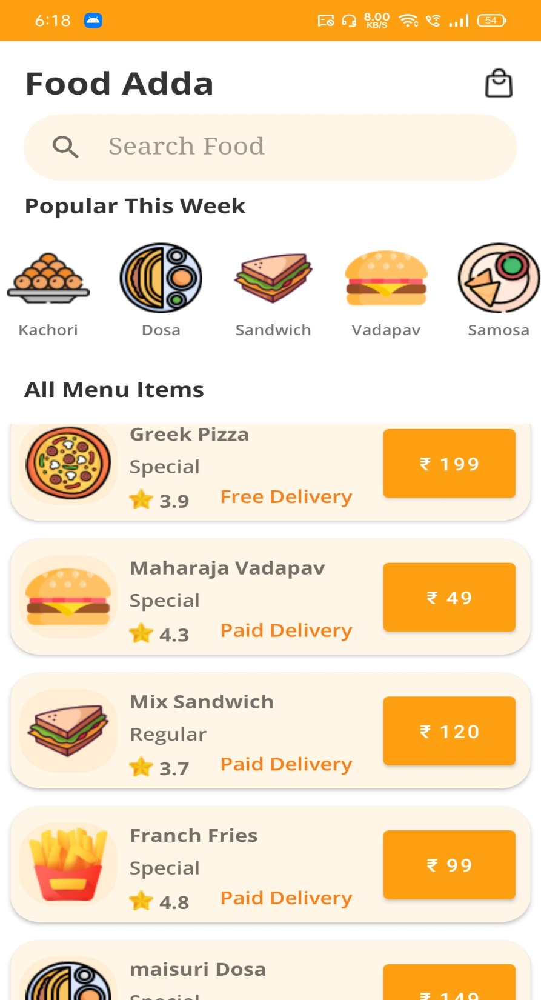 6:18
8.00
KB/S
54
Food Adda
Search Food
Popular This Week
Kachori
Dosa
Sandwich
Vadapav
Samosa
All Menu Items
Greek Pizza
Special
₹ 199
3.9
Free Delivery
Maharaja Vadapav
Special
₹ 49
4.3
Paid Delivery
Mix Sandwich
Regular
₹ 120
3.7
Paid Delivery
Franch Fries
Special
₹ 99
4.8
Paid Delivery
maisuri Dosa
Special
₹ 149